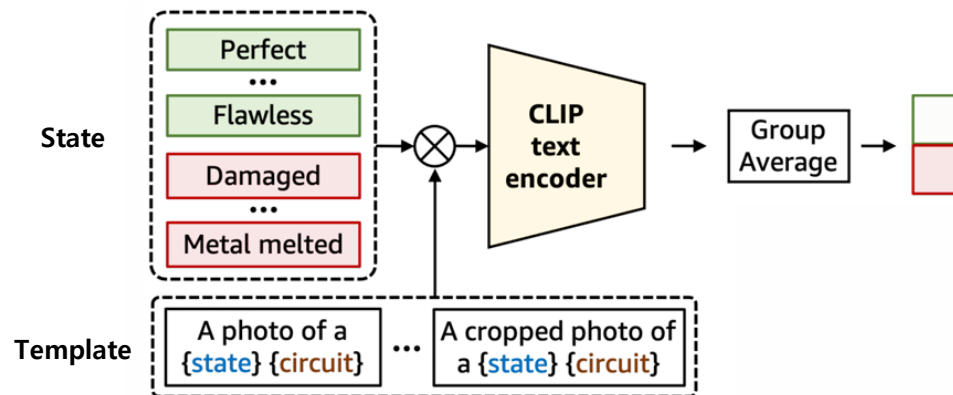 State
Perfect
...
Flawless
Damaged
...
Metal melted
CLIP
text
encoder
Group
Average
Template
A photo of a
{state} {circuit}
...
A cropped photo of
a {state} {circuit}